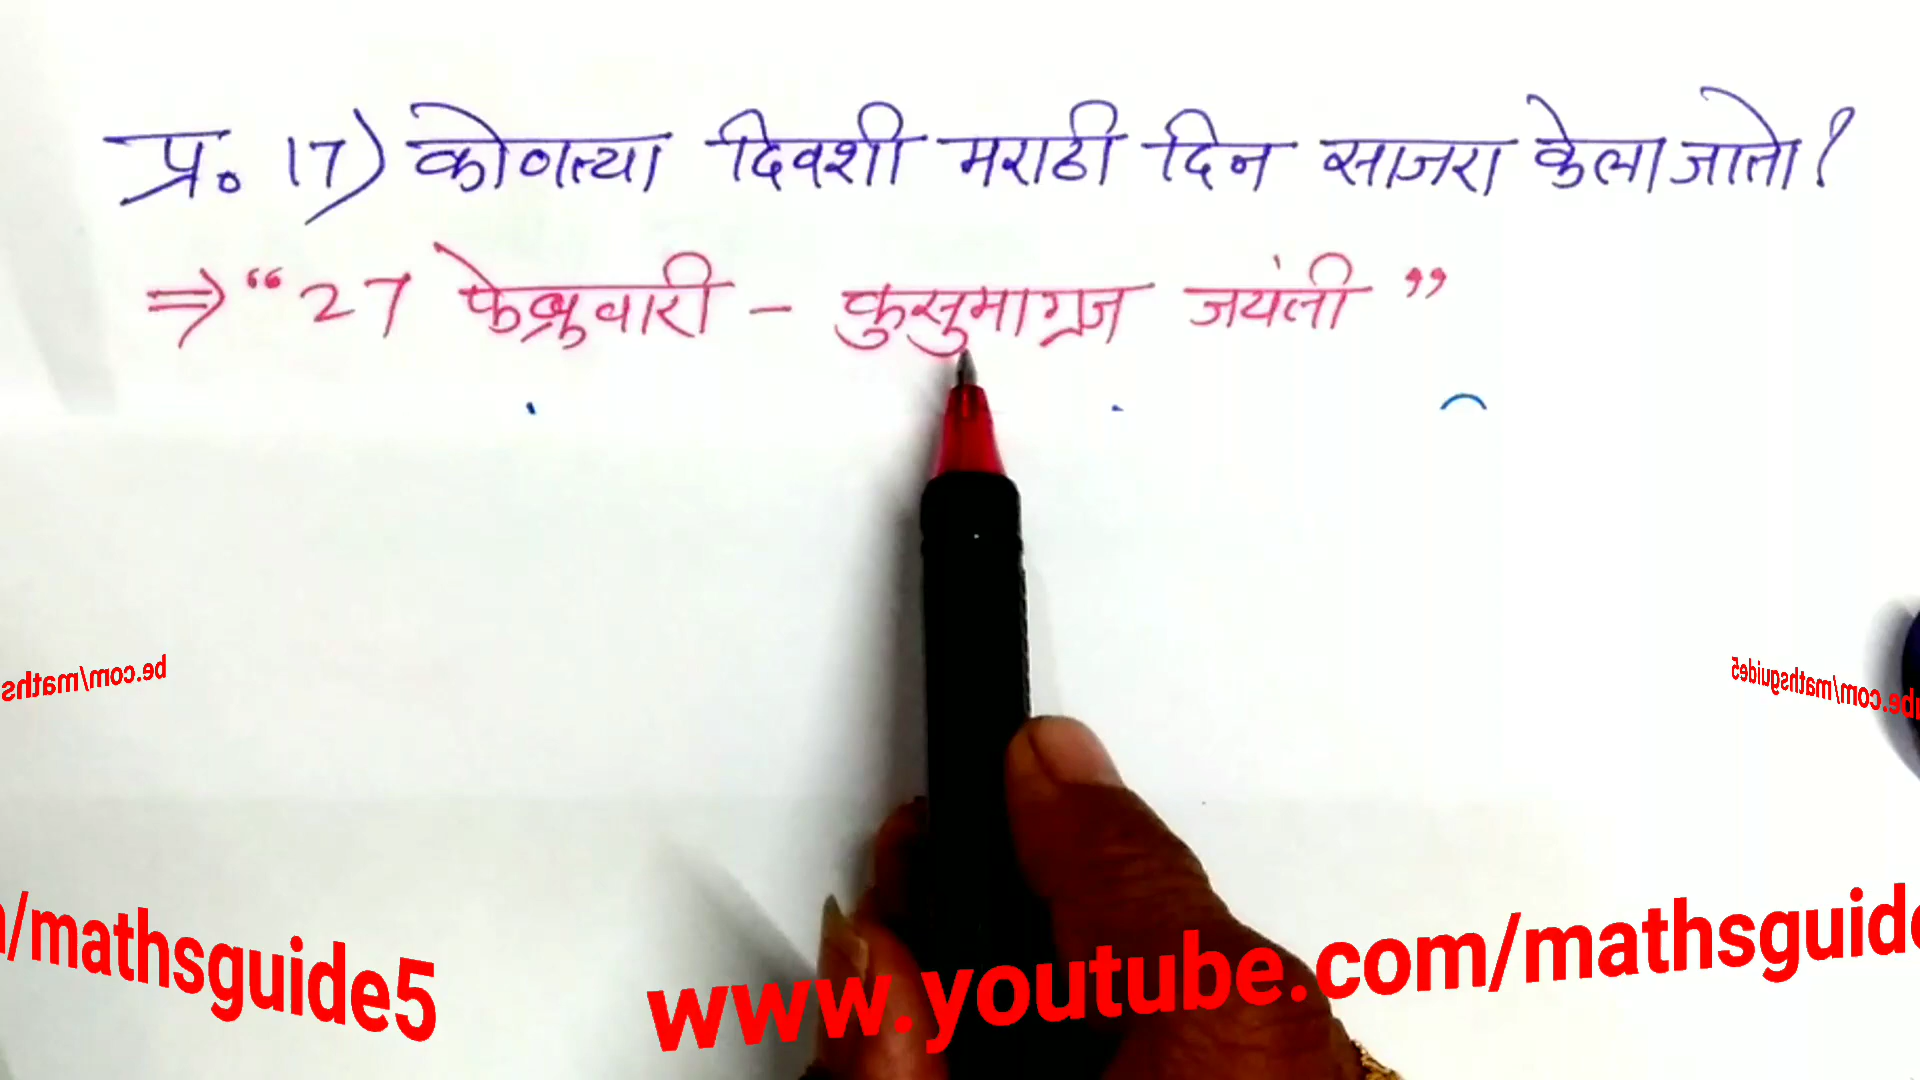 प्र. 17) कोणत्या दिवशी मराठी दिन साजरा केला जातो?
⇒ “ 27 फेब्रुवारी – कुसुमाग्रज जयंती ”
be.com/maths
be.com/mathsguide5
/mathsguide5
www.youtube.com/mathsguide